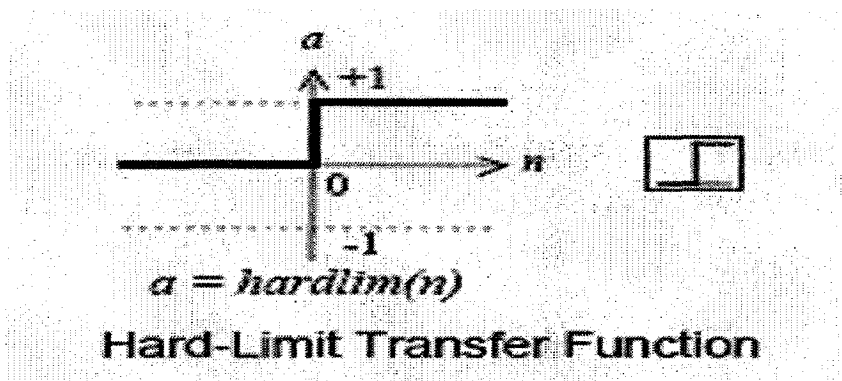 a
+1
n
0
-1
a = hardlim(n)
Hard-Limit Transfer Function